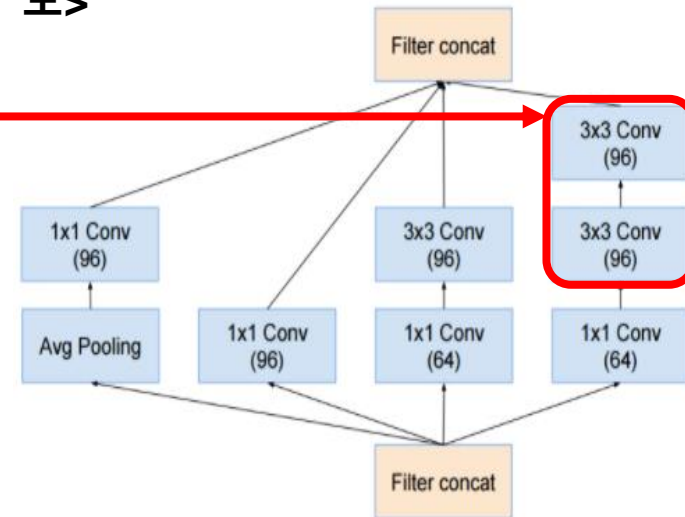 조>
Filter concat
3x3 Conv
(96)
1x1 Conv
(96)
3x3 Conv
(96)
3x3 Conv
(96)
Avg Pooling
1x1 Conv
(96)
1x1 Conv
(64)
1x1 Conv
(64)
Filter concat